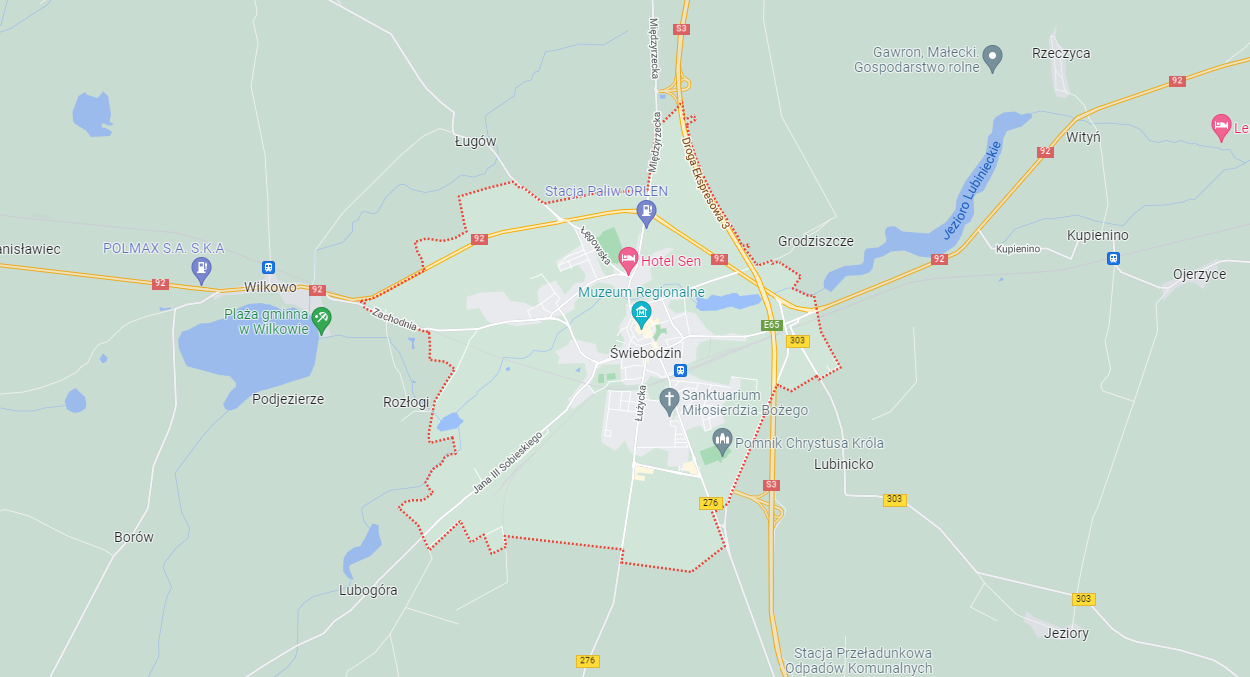 Międzyrzecka
S3
Gawron, Małecki.
Gospodarstwo rolne
Rzeczyca
92
Le
Międzyrzecka
Ługów
Wityń
92
Droga Ekspresowa 3
Jezioro Lubinieckie
Stacja Paliw ORLEN
Łęgowska
92
anisławiec
POLMAX S.A. S.K.A
Grodziszcze
Kupienino
Kupienino
92
92
Hotel Sen
Ojerzyce
92
Wilkowo
92
Muzeum Regionalne
Plaża gminna
w Wilkowie
Zachodnia
E65
303
Świebodzin
Podjezierze
Rozłogi
Łużycka
Sanktuarium
Miłosierdzia Bożego
Pomnik Chrystusa Króla
Jana III Sobieskiego
Lubinicko
S3
276
303
Borów
Lubogóra
303
Jeziory
276
Stacja Przeładunkowa
Odpadów Komunalnych